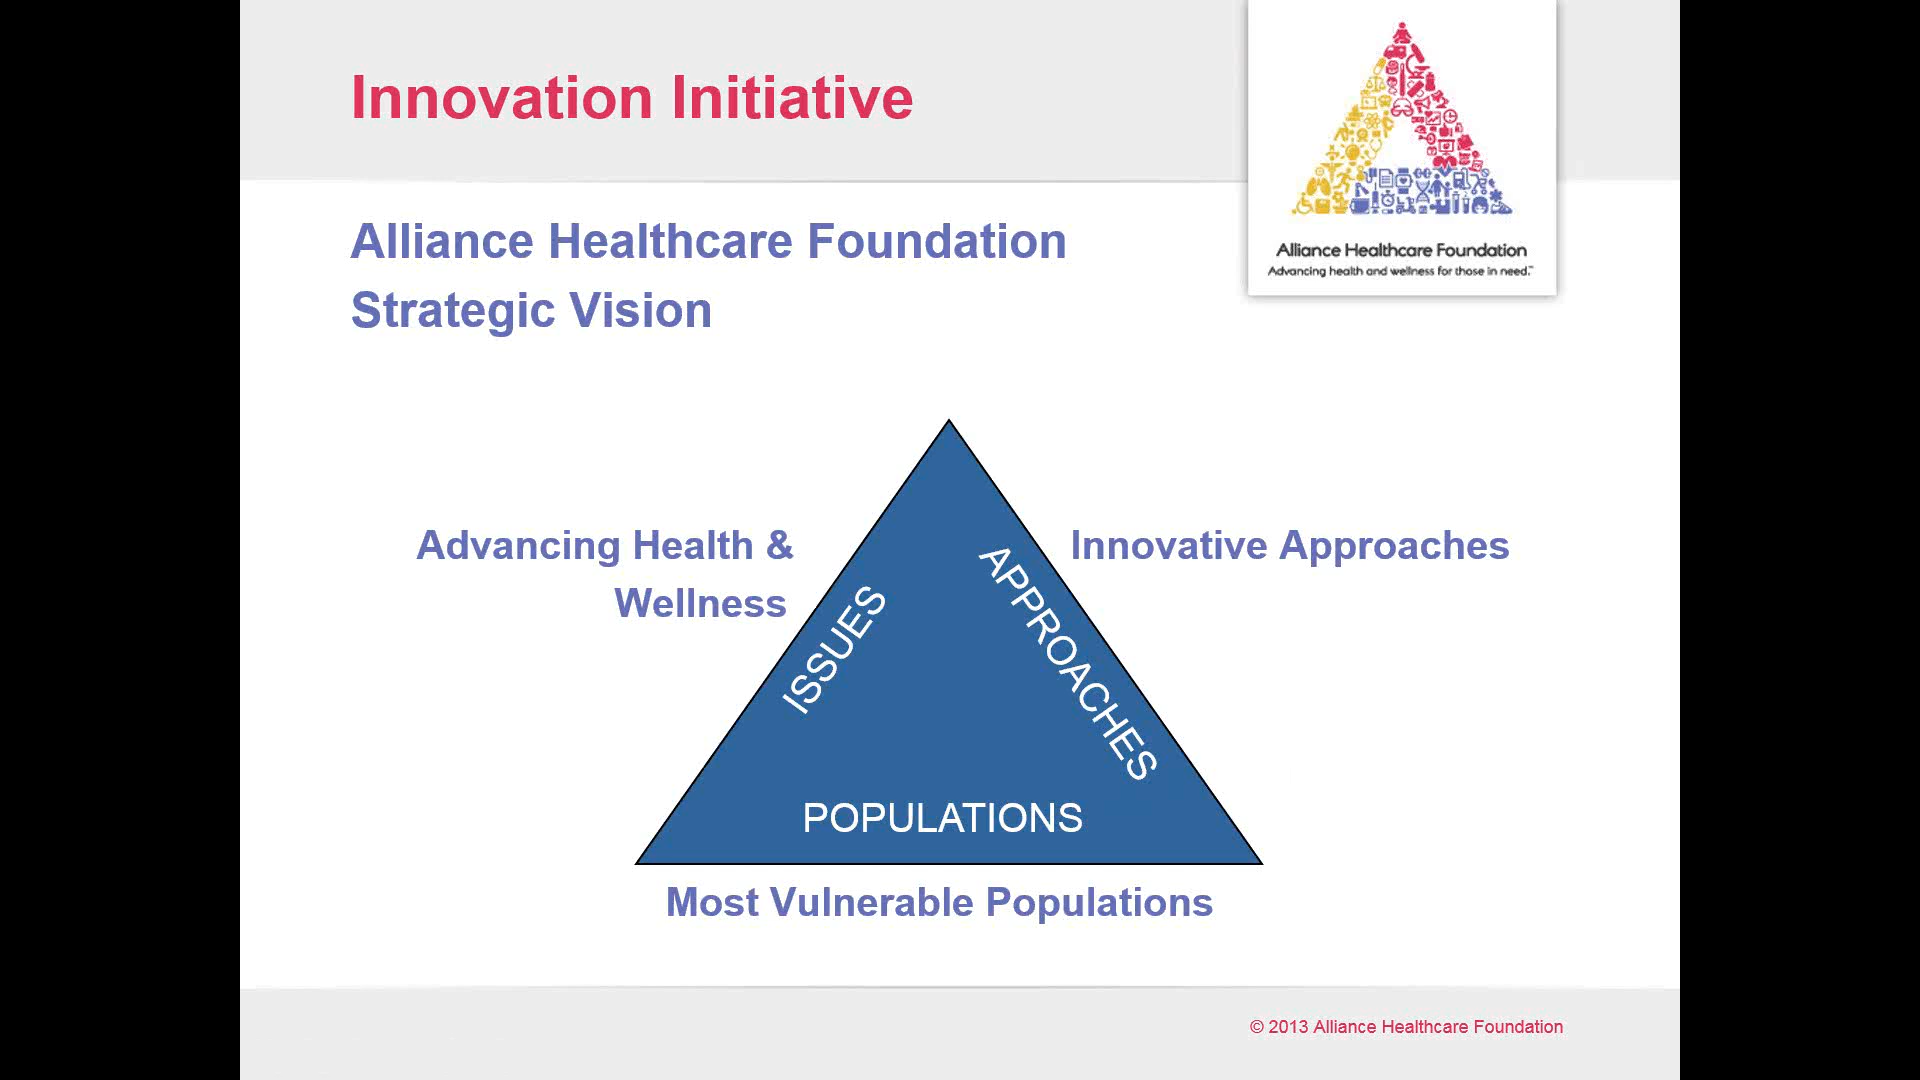 Innovation Initiative
Alliance Healthcare Foundation
Advancing health and wellness for those in need.™
Alliance Healthcare Foundation
Strategic Vision
Advancing Health &
Wellness
Innovative Approaches
ISSUES
APPROACHES
POPULATIONS
Most Vulnerable Populations
© 2013 Alliance Healthcare Foundation